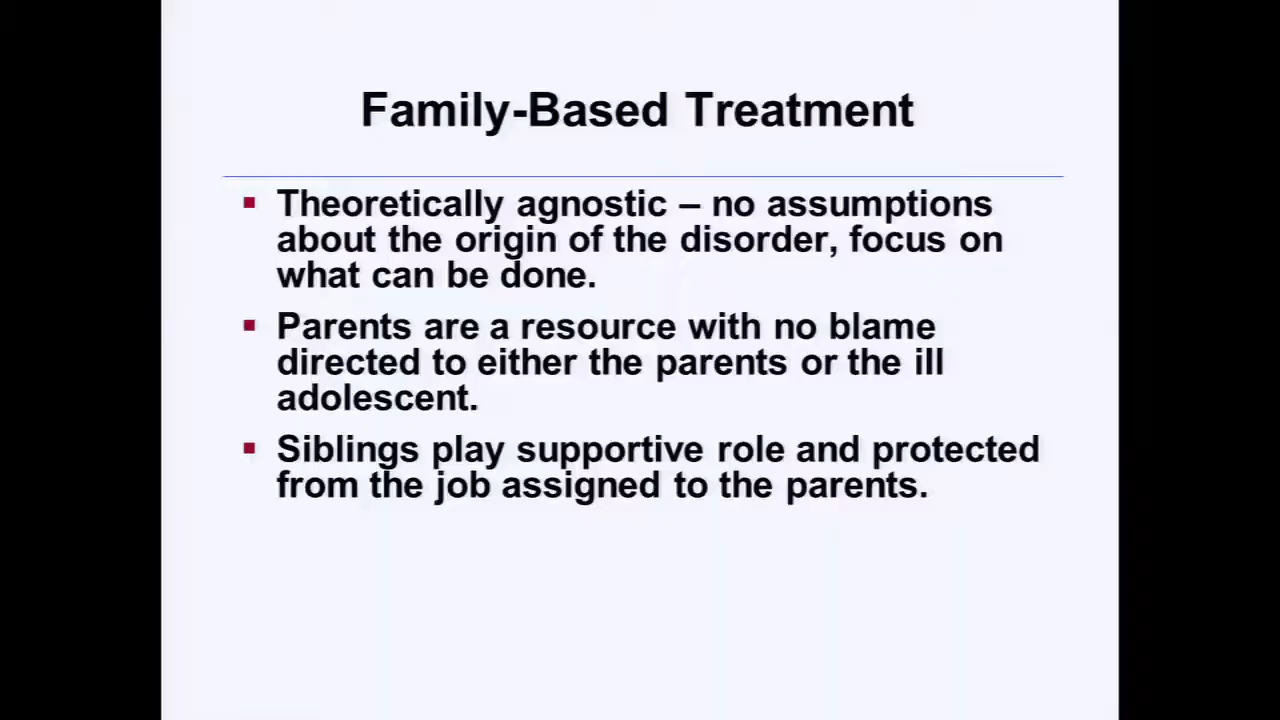 Family-Based Treatment
▪ Theoretically agnostic – no assumptions
about the origin of the disorder, focus on
what can be done.
▪ Parents are a resource with no blame
directed to either the parents or the ill
adolescent.
▪ Siblings play supportive role and protected
from the job assigned to the parents.